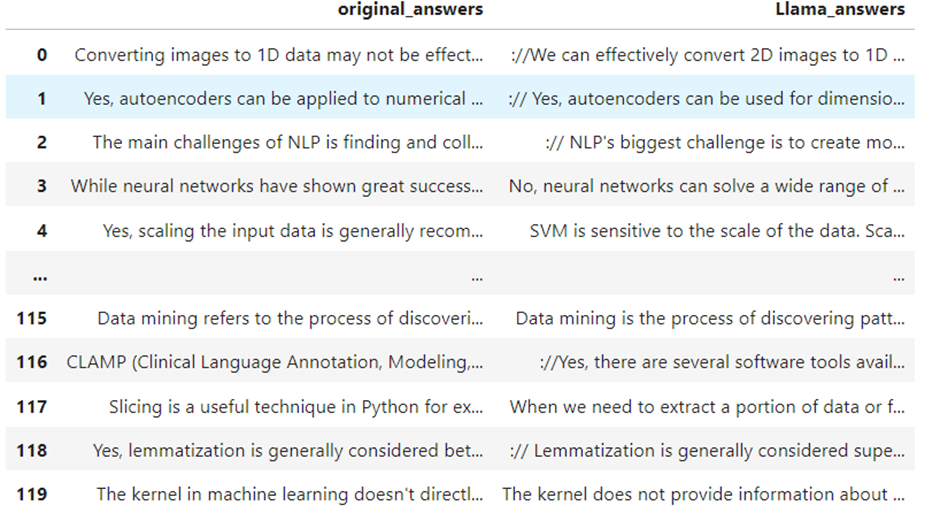 original_answers Llama_answers
0 Converting images to 1D data may not be effect... ://We can effectively convert 2D images to 1D ...
1 Yes, autoencoders can be applied to numerical ... :// Yes, autoencoders can be used for dimensio...
2 The main challenges of NLP is finding and coll... :// NLP's biggest challenge is to create mo...
3 While neural networks have shown great success... No, neural networks can solve a wide range of ...
4 Yes, scaling the input data is generally recom... SVM is sensitive to the scale of the data. Sca...
... ... ...
115 Data mining refers to the process of discoveri... Data mining is the process of discovering patt...
116 CLAMP (Clinical Language Annotation, Modeling,... ://Yes, there are several software tools avail...
117 Slicing is a useful technique in Python for ex... When we need to extract a portion of data or f...
118 Yes, lemmatization is generally considered bet... :// Lemmatization is generally considered supe...
119 The kernel in machine learning doesn't directl... The kernel does not provide information about ...